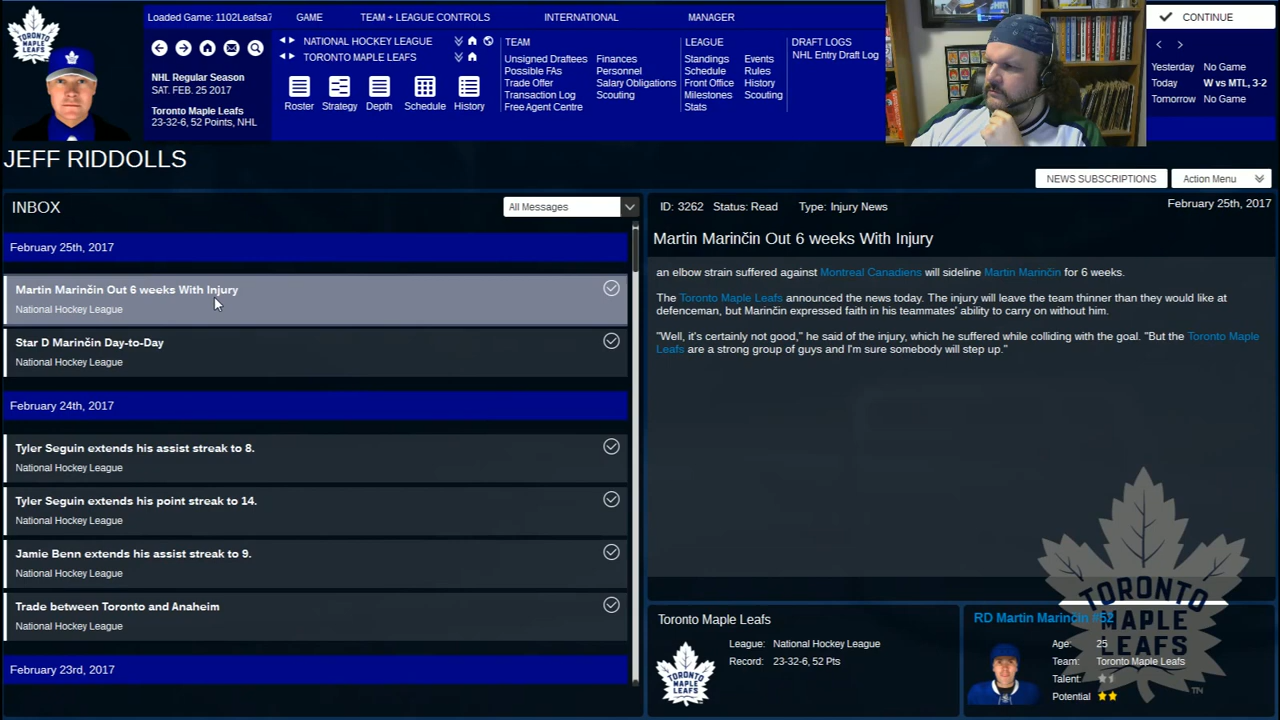 Loaded Game: 1102Leafsa7
GAME
TEAM + LEAGUE CONTROLS
INTERNATIONAL
MANAGER
CONTINUE
NHL Regular Season
SAT. FEB. 25 2017
Toronto Maple Leafs
23-32-6, 52 Points, NHL
NATIONAL HOCKEY LEAGUE
TORONTO MAPLE LEAFS
Roster
Strategy
Depth
Schedule
History
TEAM
Unsigned Draftees
Possible FAs
Trade Offer
Transaction Log
Free Agent Centre
Finances
Personnel
Salary Obligations
Scouting
LEAGUE
Standings
Schedule
Front Office
Milestones
Stats
Events
Rules
History
Scouting
DRAFT LOGS
NHL Entry Draft Log
Yesterday No Game
Today W vs MTL, 3-2
Tomorrow No Game
TORONTO
JEFF RIDDOLLS
NEWS SUBSCRIPTIONS
Action Menu
INBOX
All Messages
February 25th, 2017
Martin Marinčin Out 6 weeks With Injury
National Hockey League
Star D Marinčin Day-to-Day
National Hockey League
February 24th, 2017
Tyler Seguin extends his assist streak to 8.
National Hockey League
Tyler Seguin extends his point streak to 14.
National Hockey League
Jamie Benn extends his assist streak to 9.
National Hockey League
Trade between Toronto and Anaheim
National Hockey League
February 23rd, 2017
ID: 3262 Status: Read Type: Injury News
February 25th, 2017
Martin Marinčin Out 6 weeks With Injury
an elbow strain suffered against Montreal Canadiens will sideline Martin Marinčin for 6 weeks.
The Toronto Maple Leafs announced the news today. The injury will leave the team thinner than they would like at
defenceman, but Marinčin expressed faith in his teammates' ability to carry on without him.
"Well, it's certainly not good," he said of the injury, which he suffered while colliding with the goal. "But the Toronto Maple
Leafs are a strong group of guys and I'm sure somebody will step up."
Toronto Maple Leafs
League: National Hockey League
Record: 23-32-6, 52 Pts
RD Martin Marinčin #52
Age: 25
Team: Toronto Maple Leafs
Talent:
Potential
TORONTO
MAPLE
LEAFS